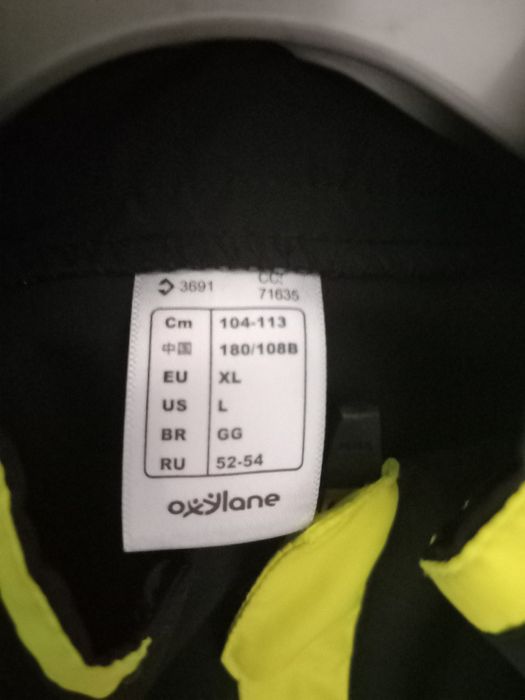 3691
CC:
71635
Cm 104-113
中国 180/108B
EU XL
US L
BR GG
RU 52-54
oxylane